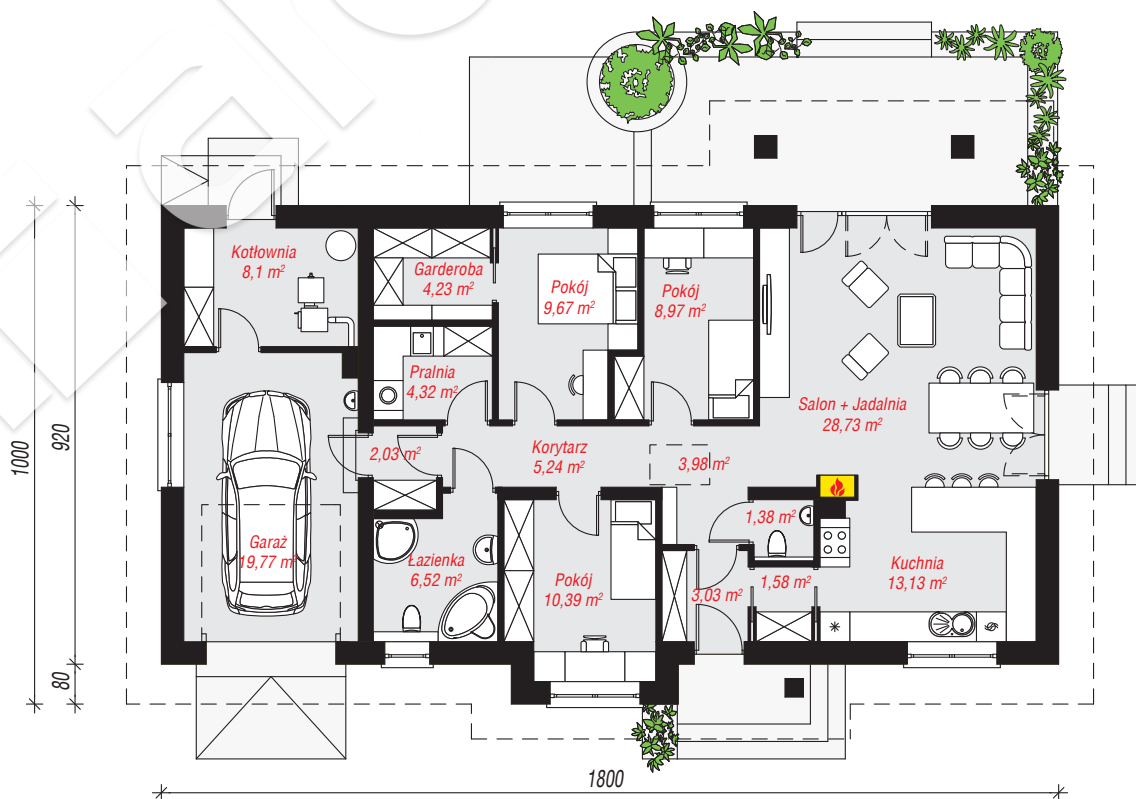 Kotłownia
8,1 m²
Garderoba
4,23 m²
Pokój
9,67 m²
Pokój
8,97 m²
Pralnia
4,32 m²
Salon + Jadalnia
28,73 m²
2,03 m²
Korytarz
5,24 m²
3,98 m²
1,38 m²
Garaż
19,77 m²
Łazienka
6,52 m²
Pokój
10,39 m²
3,03 m²
1,58 m²
Kuchnia
13,13 m²
1000
920
80
1800